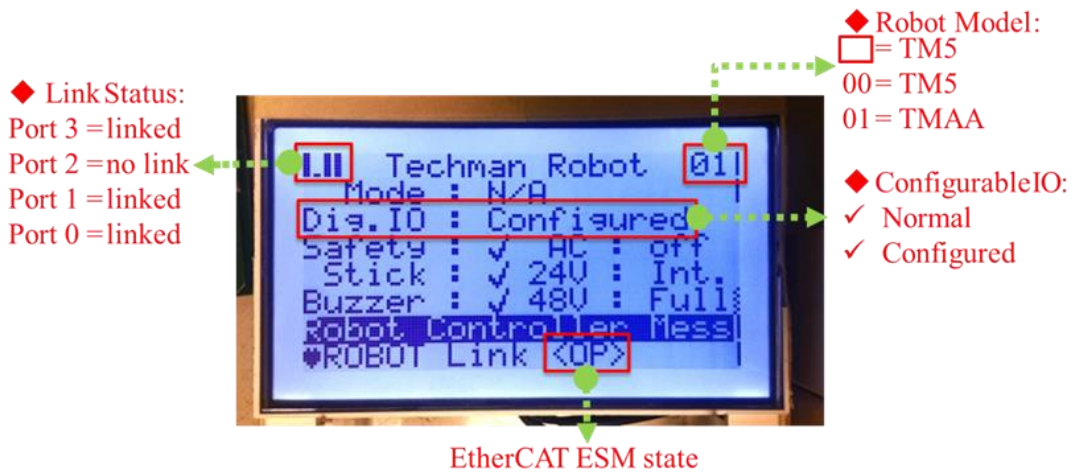 ◆ Robot Model:
☐= TM5
00= TM5
01= TMAA
◆ Link Status:
Port 3 =linked
Port 2 =no link
Port 1 =linked
Port 0 =linked
Techman Robot 01
Mode : N/A
Dig.IO : Configured
Safety : ✓ AC : off
Stick : ✓ 24V : Int.
Buzzer : ✓ 48V : Full
Robot Controller Mess
♥ROBOT Link <OP>
◆ ConfigurableIO:
✓ Normal
✓ Configured
EtherCAT ESM state